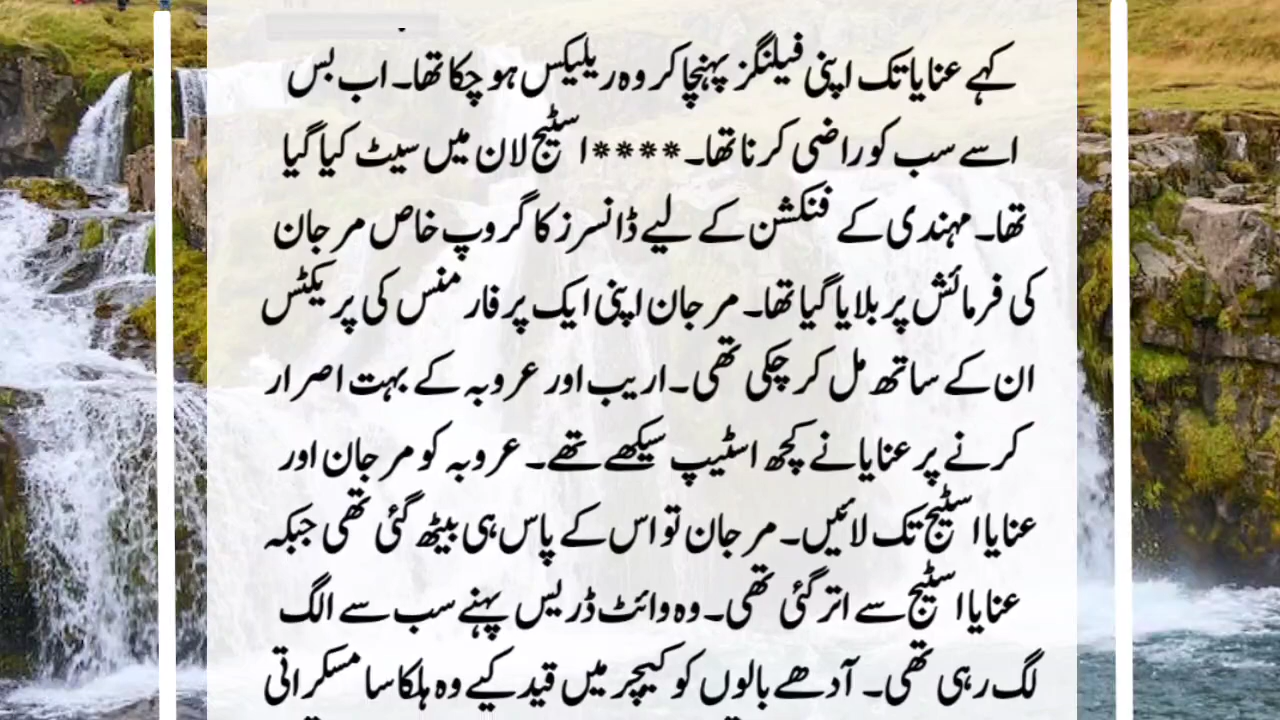 کہے عنایا تک اپنی فیلنگز پہنچا کر وہ ریلیکس ہو چکا تھا۔ اب بس
اسے سب کو راضی کرنا تھا۔****اسٹیج لان میں سیٹ کیا گیا
تھا۔ مہندی کے فنکشن کے لیے ڈانسرز کا گروپ خاص مرجان
کی فرمائش پر بلایا گیا تھا۔ مرجان اپنی ایک پرفارمنس کی پریکٹس
ان کے ساتھ مل کر چکی تھی۔ اریب اور عروبہ کے بہت اصرار
کرنے پر عنایا نے کچھ اسٹیپ سیکھے تھے۔ عروبہ کو مرجان اور
عنایا اسٹیج تک لائیں۔ مرجان تو اس کے پاس ہی بیٹھ گئی تھی جبکہ
عنایا اسٹیج سے اتر گئی تھی۔ وہ وائٹ ڈریس پہنے سب سے الگ
لگ رہی تھی۔ آدھے بالوں کو کیچر میں قید کیے وہ ہلکا سا مسکراتی